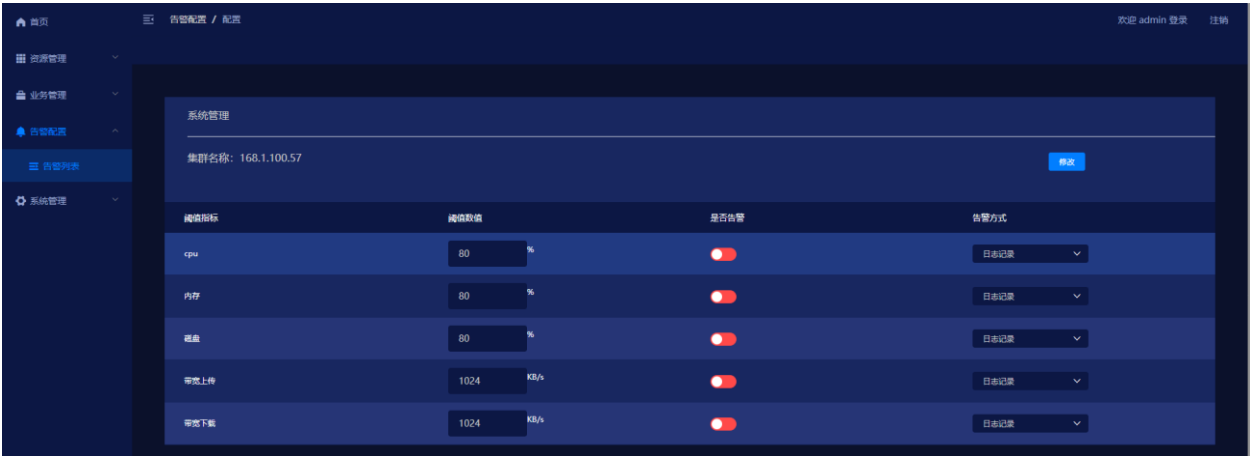 首页
告警配置 / 配置
欢迎 admin 登录
注销
资源管理
业务管理
告警配置
告警列表
系统管理
系统管理
集群名称：168.1.100.57
修改
阈值指标 阈值数值 是否告警 告警方式
cpu 80 % 日志记录
内存 80 % 日志记录
磁盘 80 % 日志记录
带宽上传 1024 KB/s 日志记录
带宽下载 1024 KB/s 日志记录